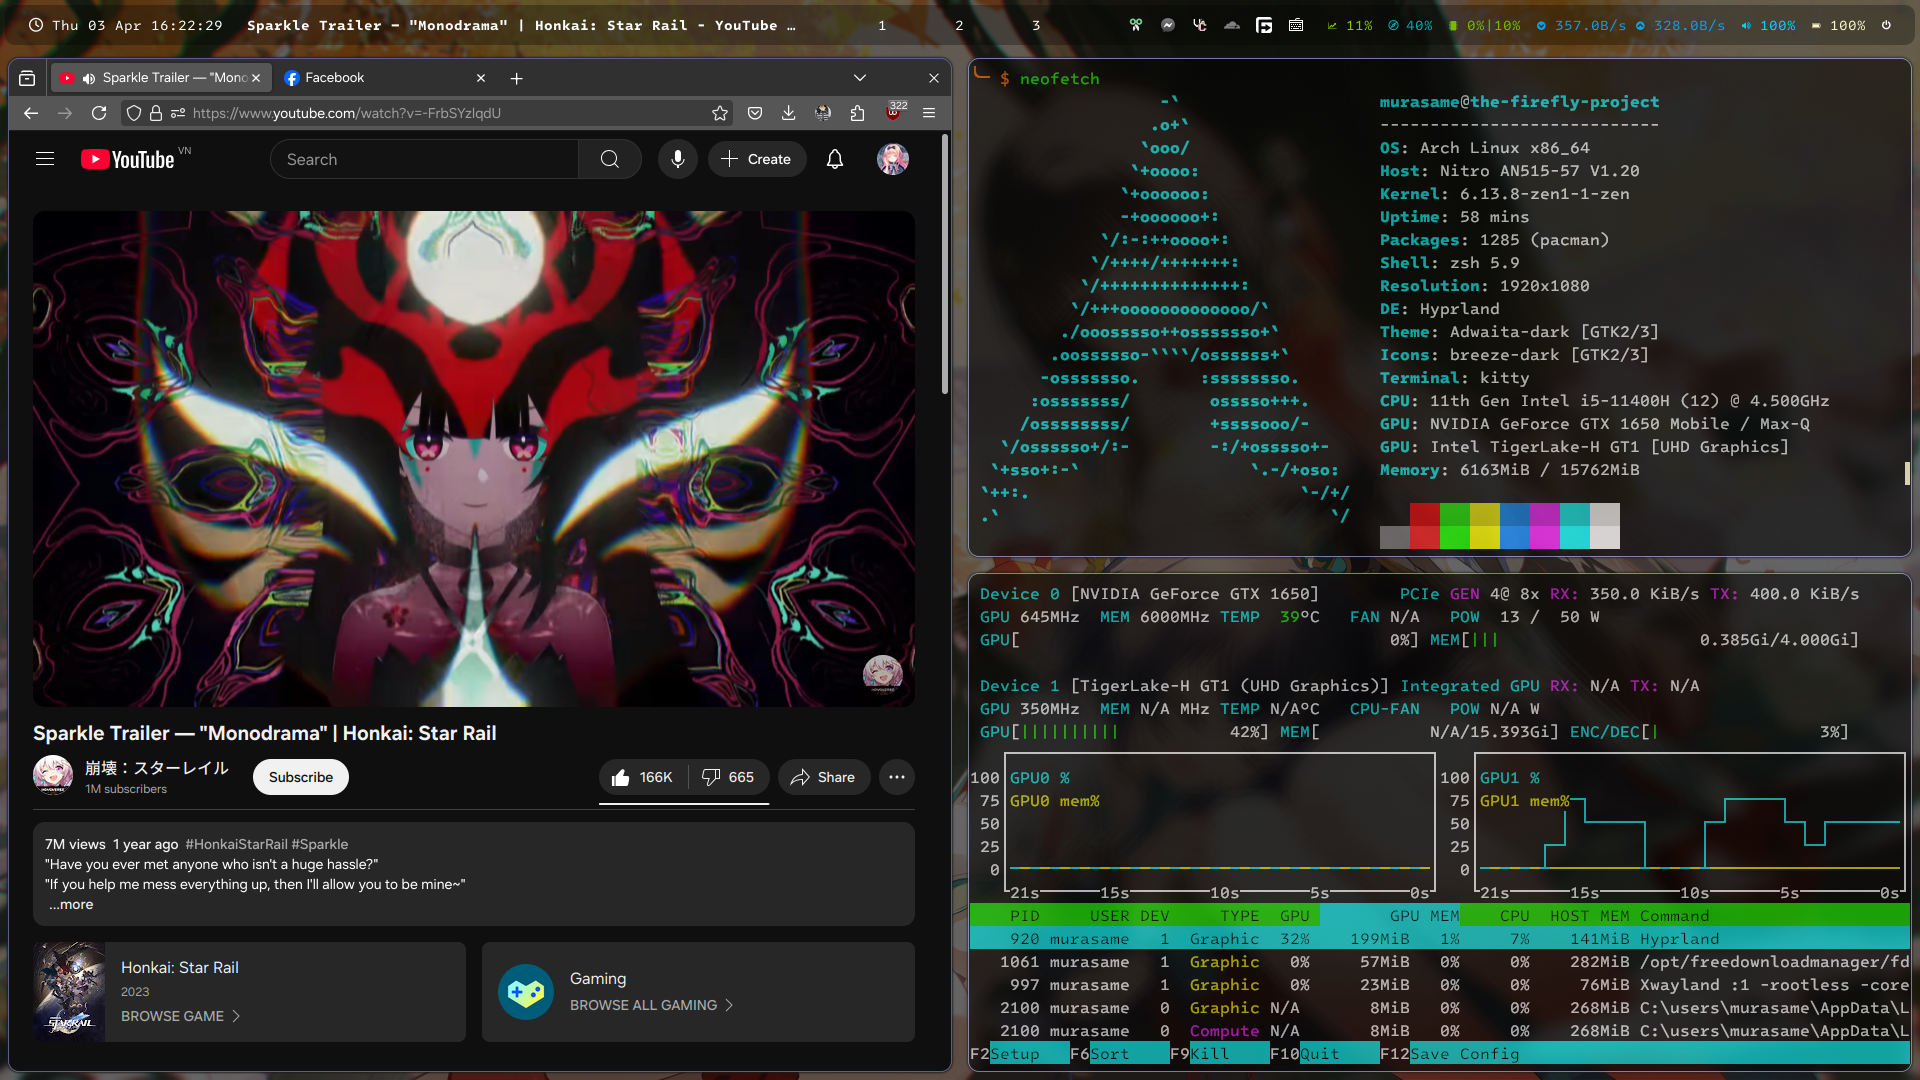 Thu 03 Apr 16:22:29 Sparkle Trailer — "Monodrama" | Honkai: Star Rail - YouTube … 1 2 3 11% 40% 0%|10% 357.0B/s 328.0B/s 100% 100%
Sparkle Trailer — "Mono
Facebook
https://www.youtube.com/watch?v=-FrbSYzIqdU
322
YouTube VN
Search
Create
Sparkle Trailer — "Monodrama" | Honkai: Star Rail
崩壊：スターレイル
1M subscribers
Subscribe
166K
665
Share
7M views 1 year ago #HonkaiStarRail #Sparkle
"Have you ever met anyone who isn't a huge hassle?"
"If you help me mess everything up, then I'll allow you to be mine~"
...more
Honkai: Star Rail
2023
BROWSE GAME
Gaming
BROWSE ALL GAMING
$ neofetch
murasame@the-firefly-project
----------------------------
OS: Arch Linux x86_64
Host: Nitro AN515-57 V1.20
Kernel: 6.13.8-zen1-1-zen
Uptime: 58 mins
Packages: 1285 (pacman)
Shell: zsh 5.9
Resolution: 1920x1080
DE: Hyprland
Theme: Adwaita-dark [GTK2/3]
Icons: breeze-dark [GTK2/3]
Terminal: kitty
CPU: 11th Gen Intel i5-11400H (12) @ 4.500GHz
GPU: NVIDIA GeForce GTX 1650 Mobile / Max-Q
GPU: Intel TigerLake-H GT1 [UHD Graphics]
Memory: 6163MiB / 15762MiB
Device 0 [NVIDIA GeForce GTX 1650] PCIe GEN 4@ 8x RX: 350.0 KiB/s TX: 400.0 KiB/s
GPU 645MHz MEM 6000MHz TEMP 39°C FAN N/A POW 13 / 50 W
GPU[ 0%] MEM[||| 0.385Gi/4.000Gi]
Device 1 [TigerLake-H GT1 (UHD Graphics)] Integrated GPU RX: N/A TX: N/A
GPU 350MHz MEM N/A MHz TEMP N/A°C CPU-FAN POW N/A W
GPU[|||||||||| 42%] MEM[ N/A/15.393Gi] ENC/DEC[| 3%]
100 GPU0 % 100 GPU1 %
75 GPU0 mem% 75 GPU1 mem%
50 50
25 25
0 0
21s 15s 10s 5s 0s 21s 15s 10s 5s 0s
PID USER DEV TYPE GPU GPU MEM CPU HOST MEM Command
920 murasame 1 Graphic 32% 199MiB 1% 7% 141MiB Hyprland
1061 murasame 1 Graphic 0% 57MiB 0% 0% 282MiB /opt/freedownloadmanager/fd
997 murasame 1 Graphic 0% 23MiB 0% 0% 76MiB Xwayland :1 -rootless -core
2100 murasame 0 Graphic N/A 8MiB 0% 0% 268MiB C:\users\murasame\AppData\L
2100 murasame 0 Compute N/A 8MiB 0% 0% 268MiB C:\users\murasame\AppData\L
F2Setup F6Sort F9Kill F10Quit F12Save Config